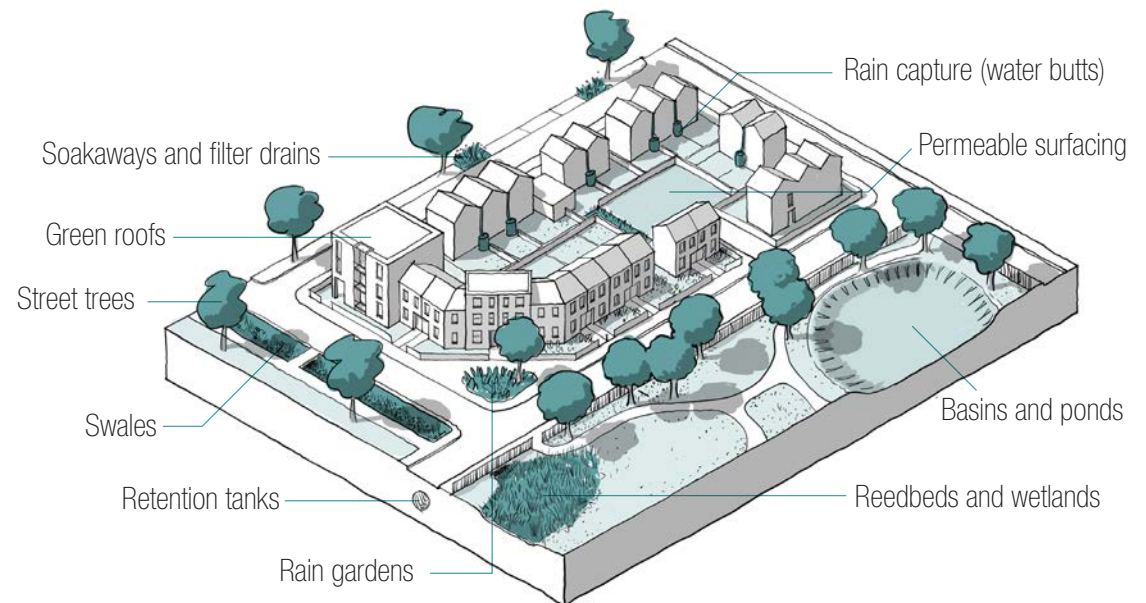 Rain capture (water butts)
Permeable surfacing
Soakaways and filter drains
Green roofs
Street trees
Swales
Basins and ponds
Retention tanks
Reedbeds and wetlands
Rain gardens